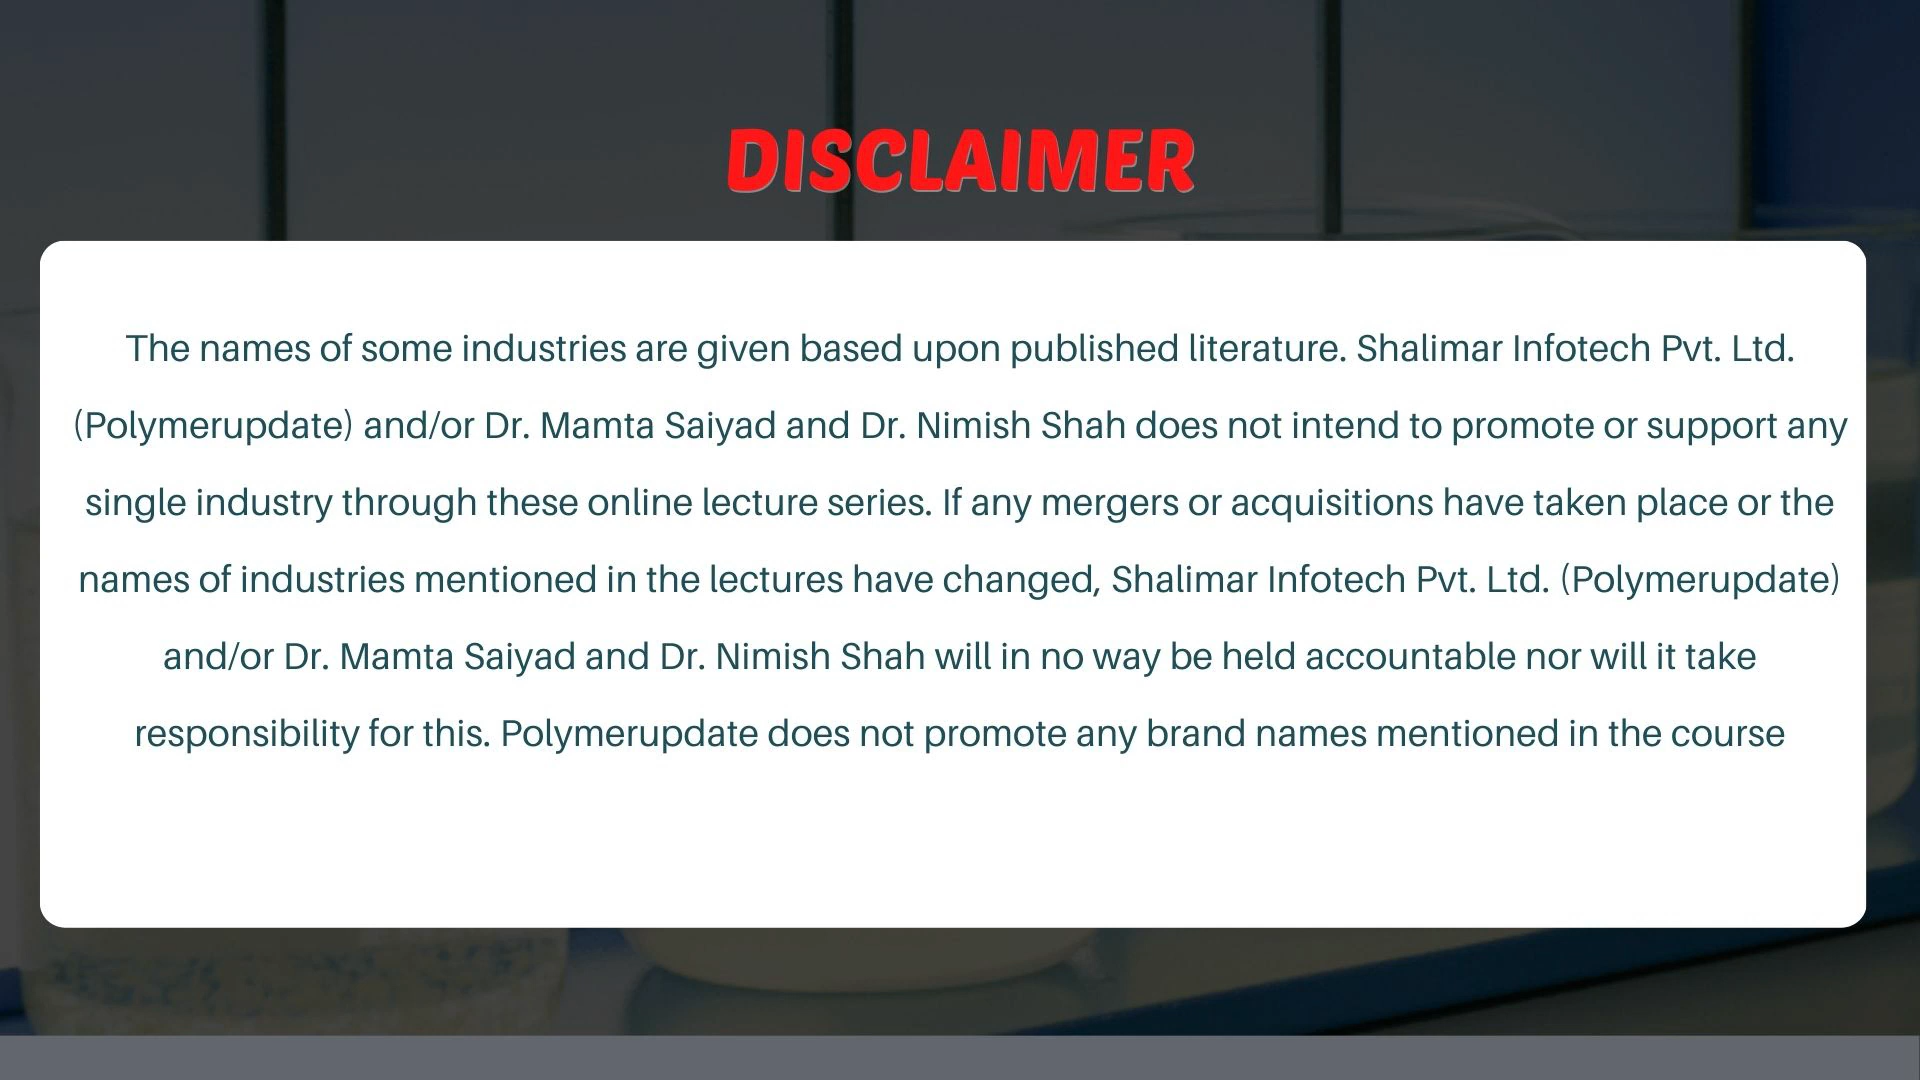 DISCLAIMER
The names of some industries are given based upon published literature. Shalimar Infotech Pvt. Ltd.
(Polymerupdate) and/or Dr. Mamta Saiyad and Dr. Nimish Shah does not intend to promote or support any
single industry through these online lecture series. If any mergers or acquisitions have taken place or the
names of industries mentioned in the lectures have changed, Shalimar Infotech Pvt. Ltd. (Polymerupdate)
and/or Dr. Mamta Saiyad and Dr. Nimish Shah will in no way be held accountable nor will it take
responsibility for this. Polymerupdate does not promote any brand names mentioned in the course